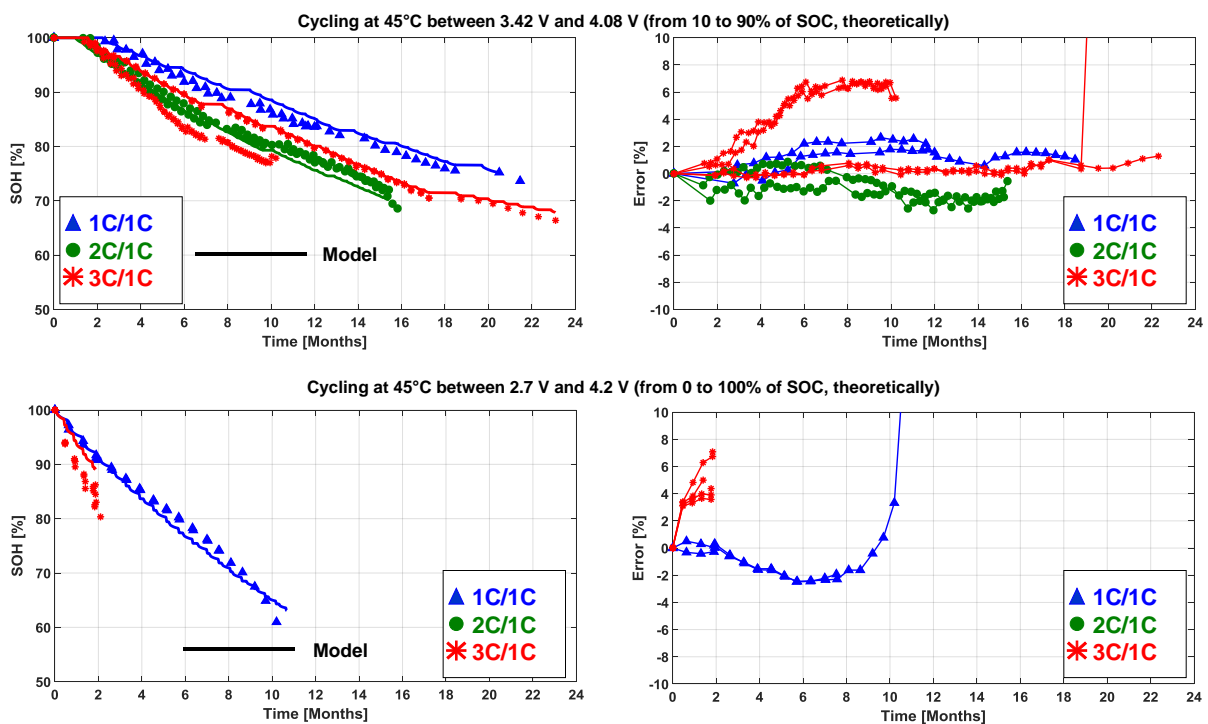 Cycling at 45°C between 3.42 V and 4.08 V (from 10 to 90% of SOC, theoretically)
100
90
80
70
60
50
SOH [%]
0 2 4 6 8 10 12 14 16 18 20 22 24
Time [Months]
1C/1C
2C/1C
3C/1C
Model
10
8
6
4
2
0
-2
-4
-6
-8
-10
Error [%]
0 2 4 6 8 10 12 14 16 18 20 22 24
Time [Months]
1C/1C
2C/1C
3C/1C
Cycling at 45°C between 2.7 V and 4.2 V (from 0 to 100% of SOC, theoretically)
100
90
80
70
60
50
SOH [%]
0 2 4 6 8 10 12 14 16 18 20 22 24
Time [Months]
1C/1C
2C/1C
3C/1C
Model
10
8
6
4
2
0
-2
-4
-6
-8
-10
Error [%]
0 2 4 6 8 10 12 14 16 18 20 22 24
Time [Months]
1C/1C
2C/1C
3C/1C